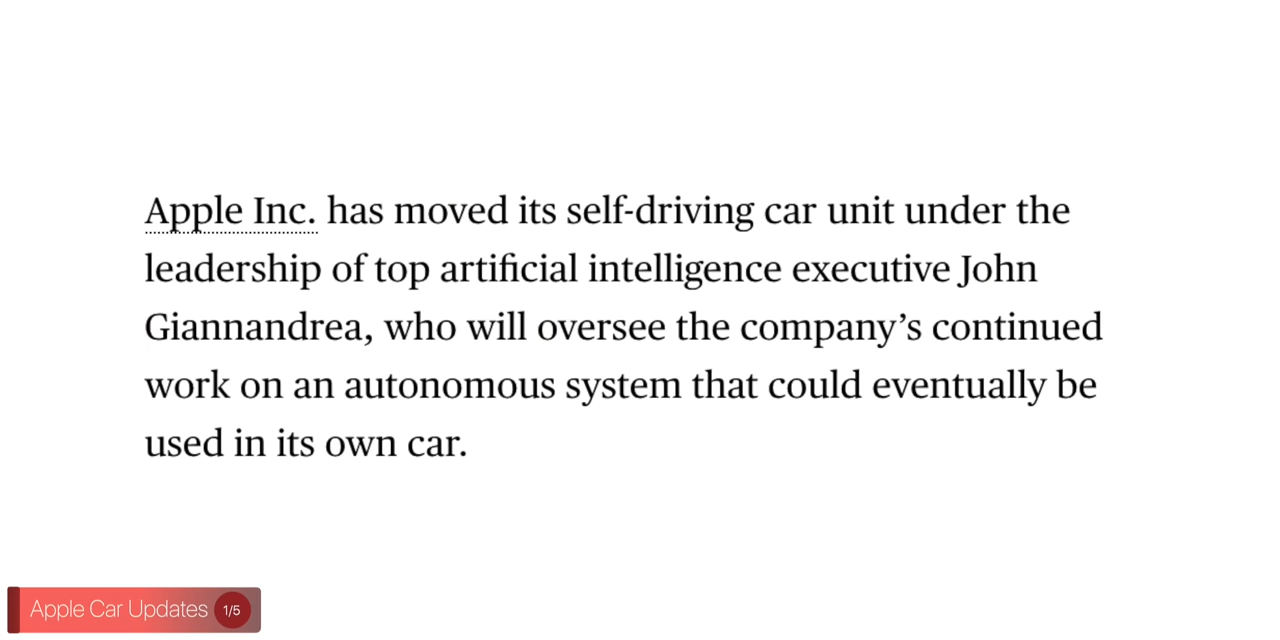 Apple Inc. has moved its self-driving car unit under the
leadership of top artificial intelligence executive John
Giannandrea, who will oversee the company’s continued
work on an autonomous system that could eventually be
used in its own car.
Apple Car Updates 1/5